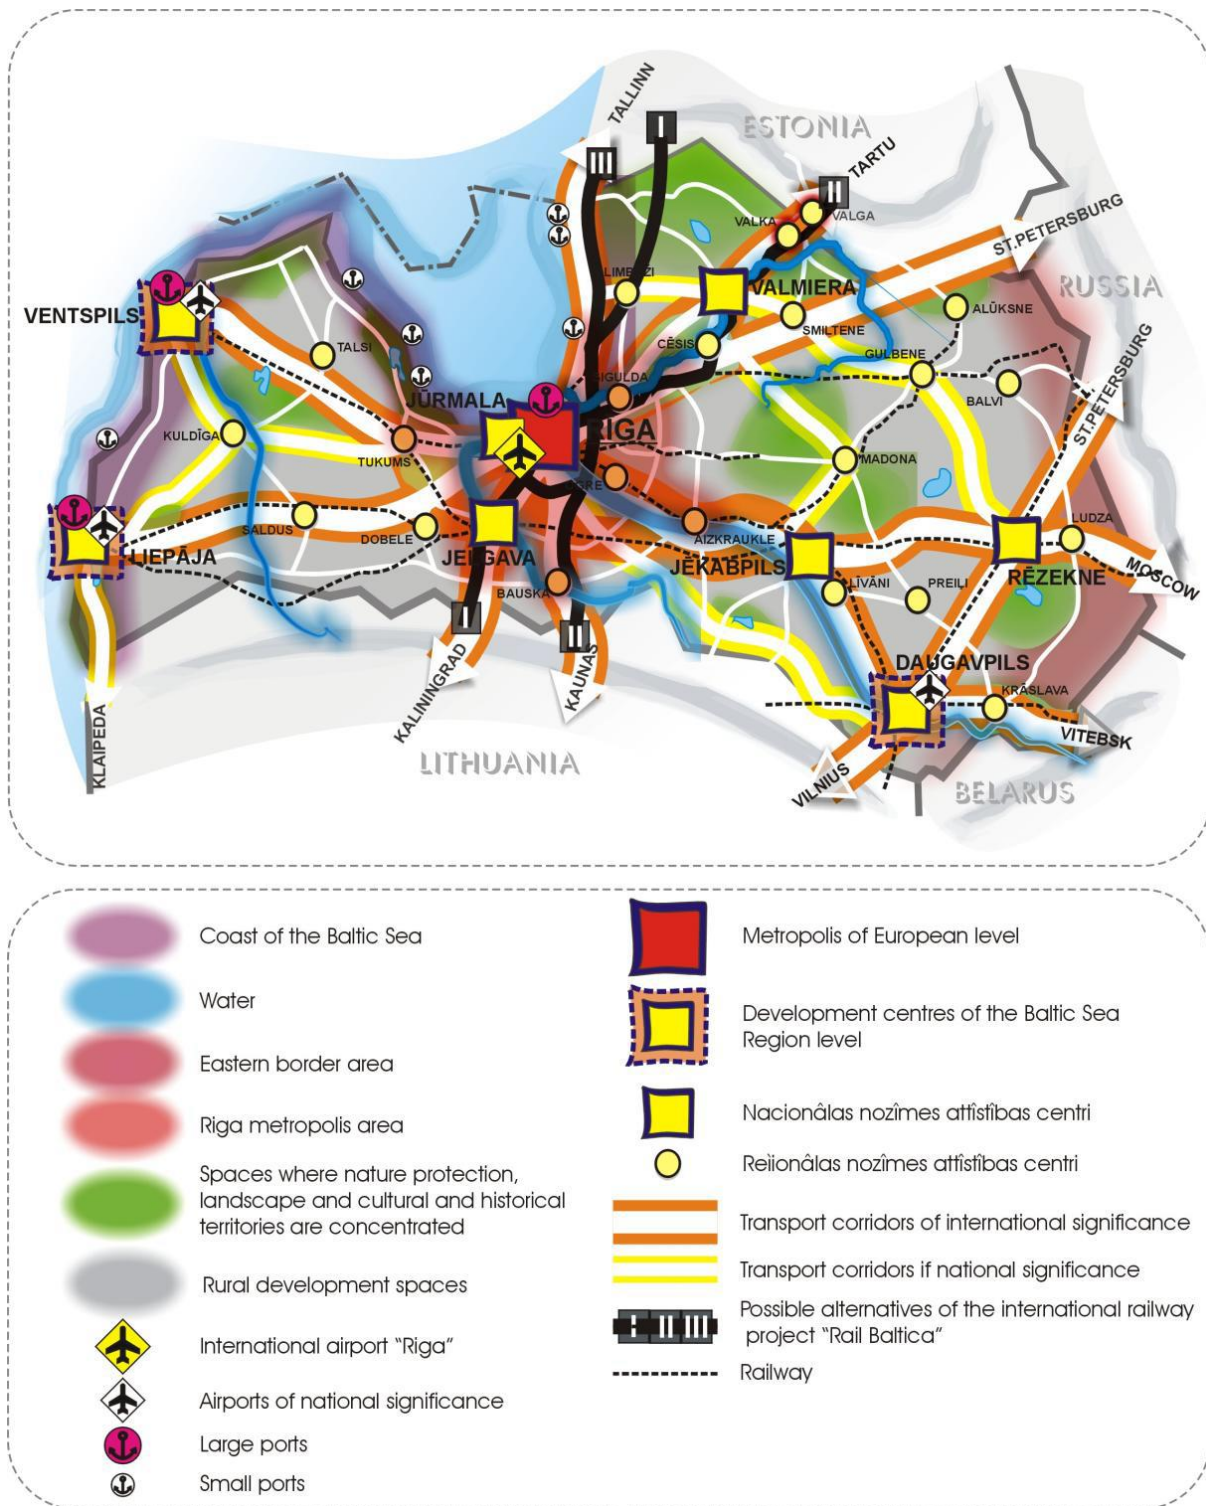 TALLINN
I
ESTONIA
III
TARTU
II
VALGA
VALKA
ST.PETERSBURG
RUSSIA
LIMBAŽI
VALMIERA
VENTSPILS
ALŪKSNE
SMILTENE
TALSI
CĒSIS
GULBENE
ST.PETERSBURG
SIGULDA
BALVI
JŪRMALA
RIGA
KULDĪGA
TUKUMS
MADONA
OGRE
SALDUS
DOBELE
AIZKRAUKLE
LUDZA
LIEPĀJA
JELGAVA
JĒKABPILS
RĒZEKNE
MOSCOW
BAUSKA
LĪVĀNI
PREIĻI
I
II
DAUGAVPILS
KALININGRAD
KAUNAS
KRĀSLAVA
KLAIPEDA
VITEBSK
LITHUANIA
VILNIUS
BELARUS
Coast of the Baltic Sea
Water
Eastern border area
Riga metropolis area
Spaces where nature protection,
landscape and cultural and historical
territories are concentrated
Rural development spaces
International airport “Riga”
Airports of national significance
Large ports
Small ports
Metropolis of European level
Development centres of the Baltic Sea
Region level
Nacionâlas nozîmes attîstîbas centri
Reìionâlas nozîmes attîstîbas centri
Transport corridors of international significance
Transport corridors if national significance
I II III
Possible alternatives of the international railway
project “Rail Baltica”
Railway